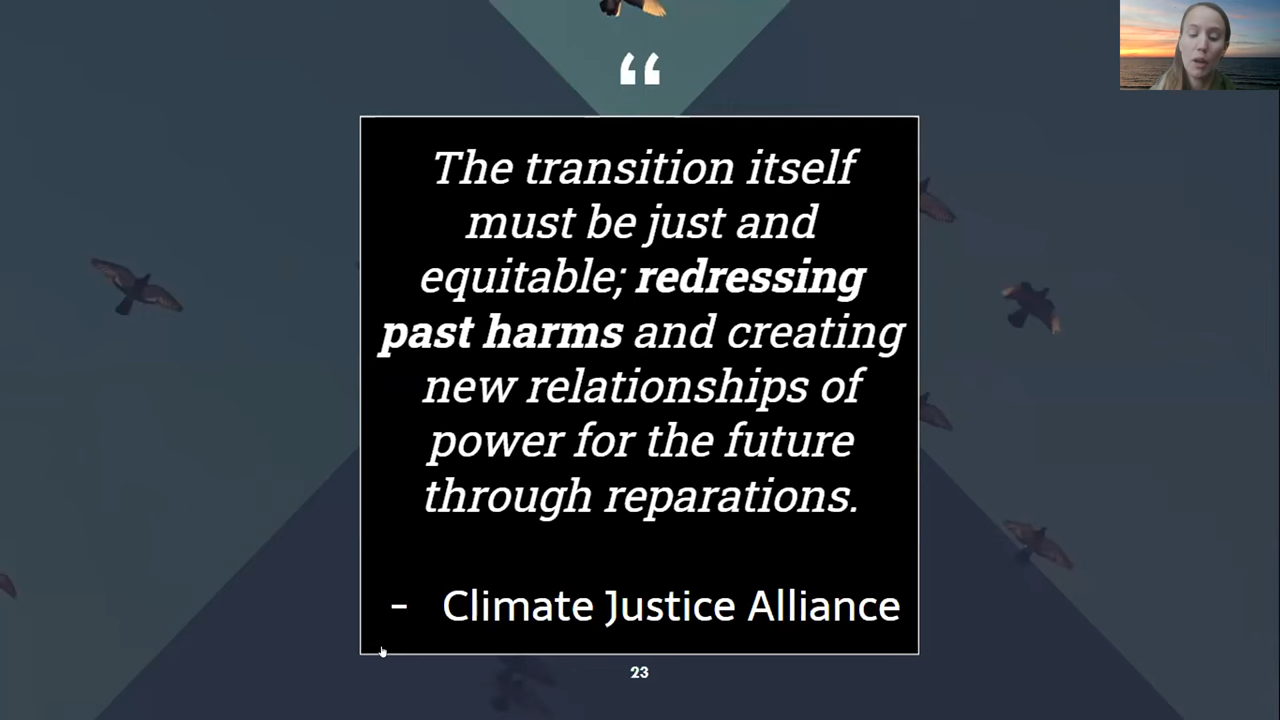 “
The transition itself
must be just and
equitable; redressing
past harms and creating
new relationships of
power for the future
through reparations.
- Climate Justice Alliance
23